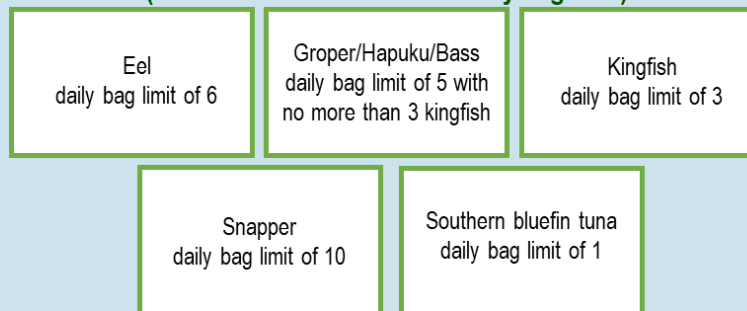 Eel
daily bag limit of 6
Groper/Hapuku/Bass
daily bag limit of 5 with
no more than 3 kingfish
Kingfish
daily bag limit of 3
Snapper
daily bag limit of 10
Southern bluefin tuna
daily bag limit of 1